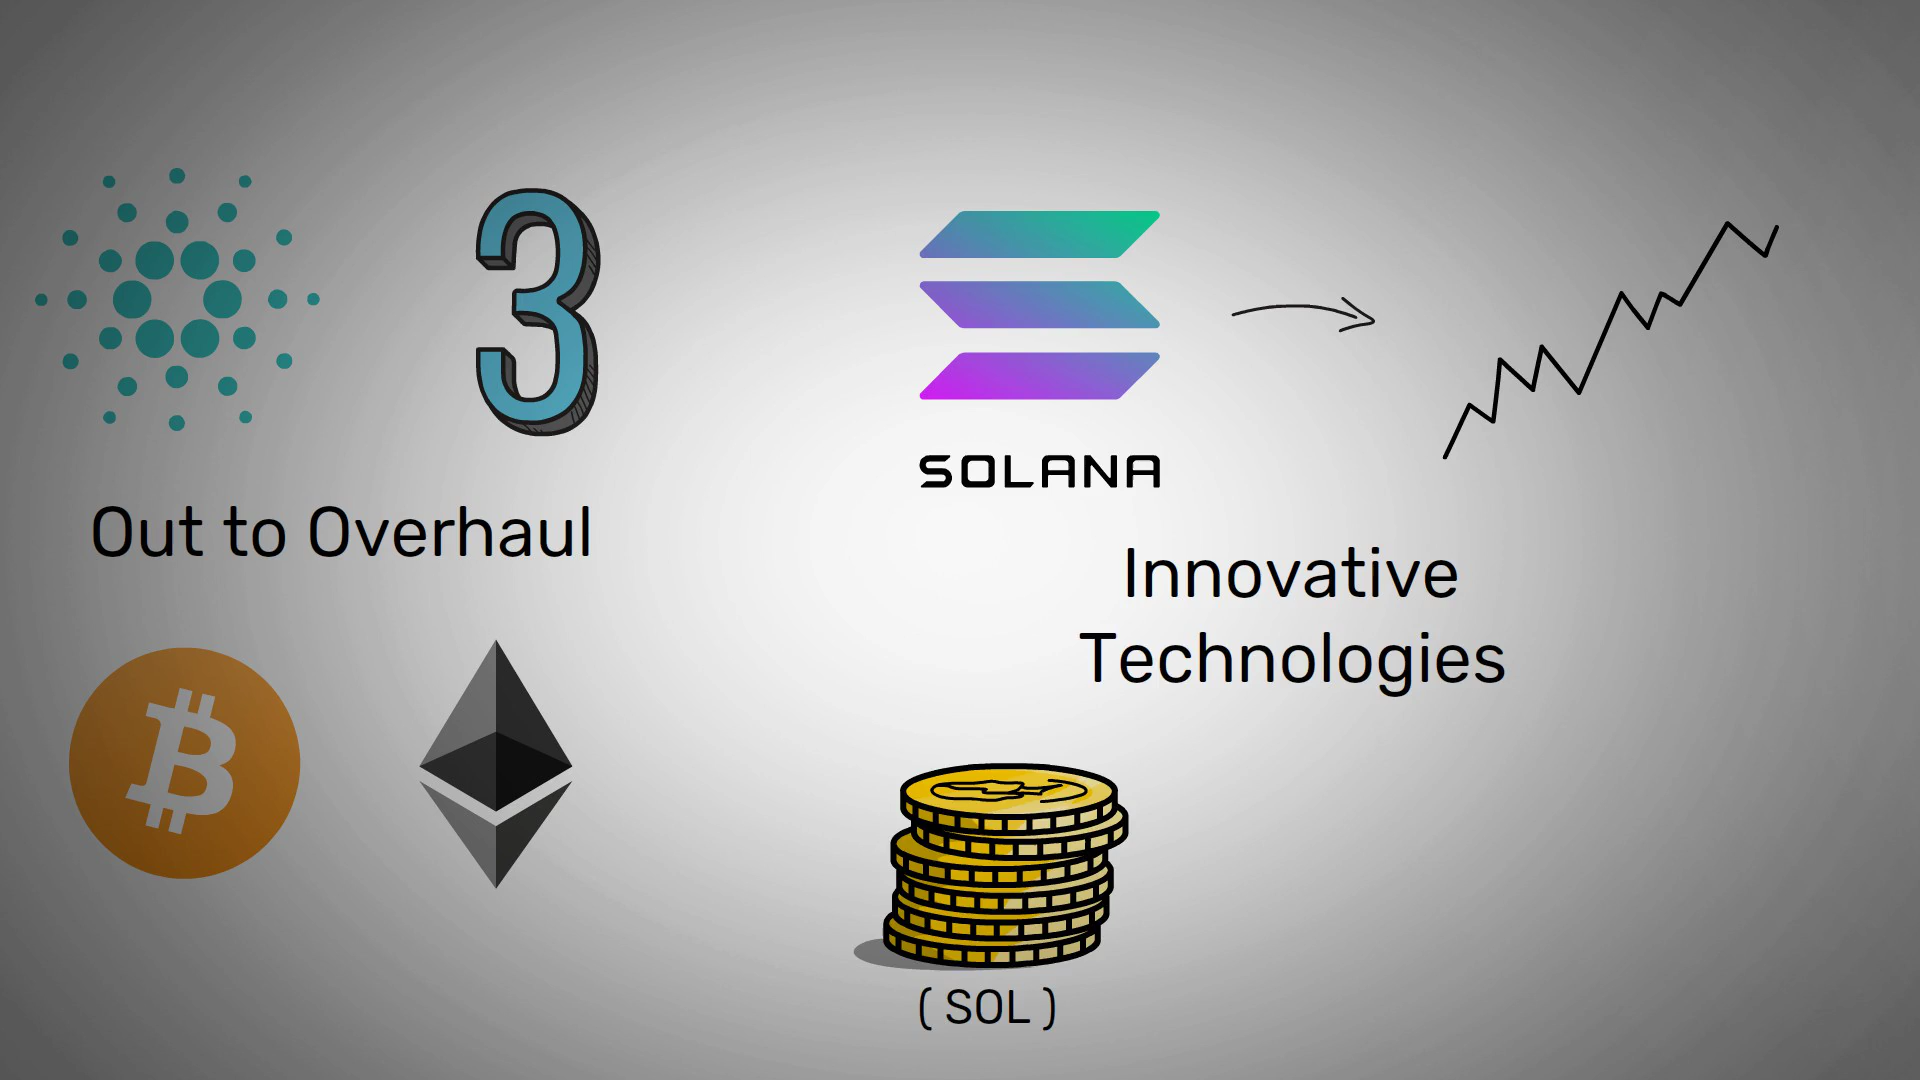 3
Out to Overhaul
SOLANA
Innovative
Technologies
( SOL )